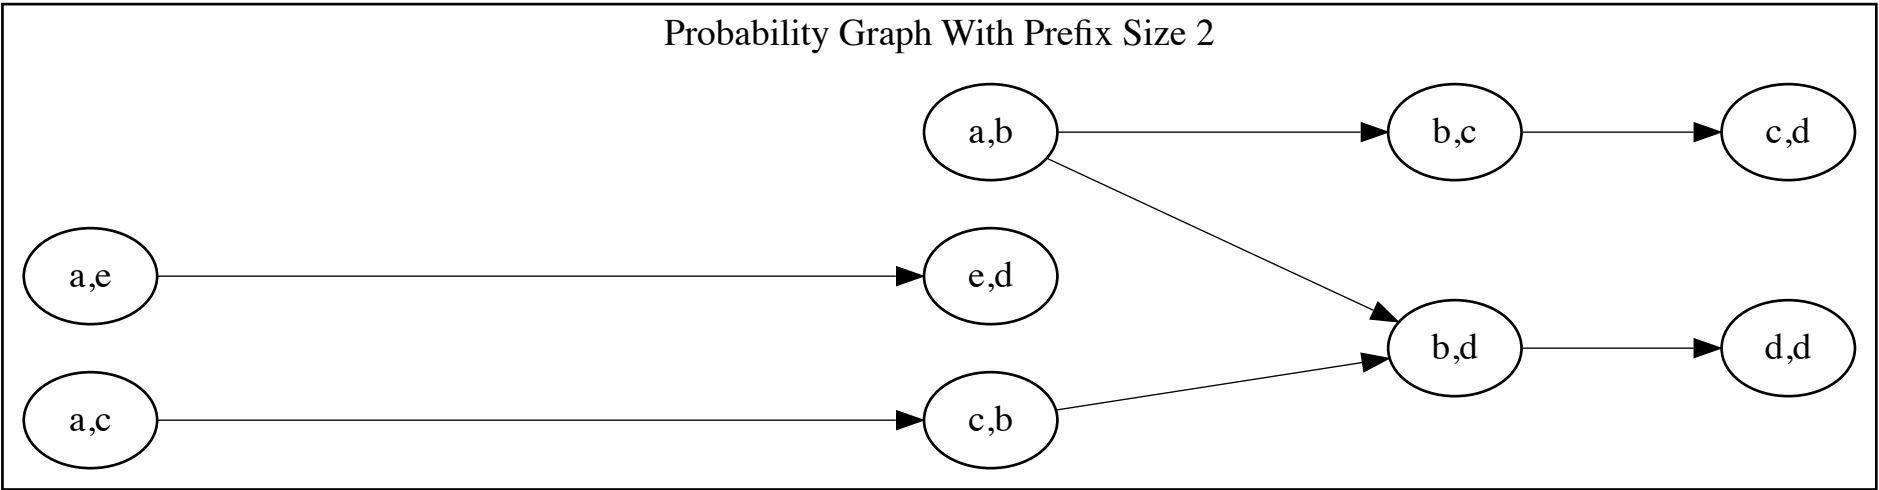 Probability Graph With Prefix Size 2
a,b
b,c
c,d
a,e
e,d
b,d
d,d
a,c
c,b